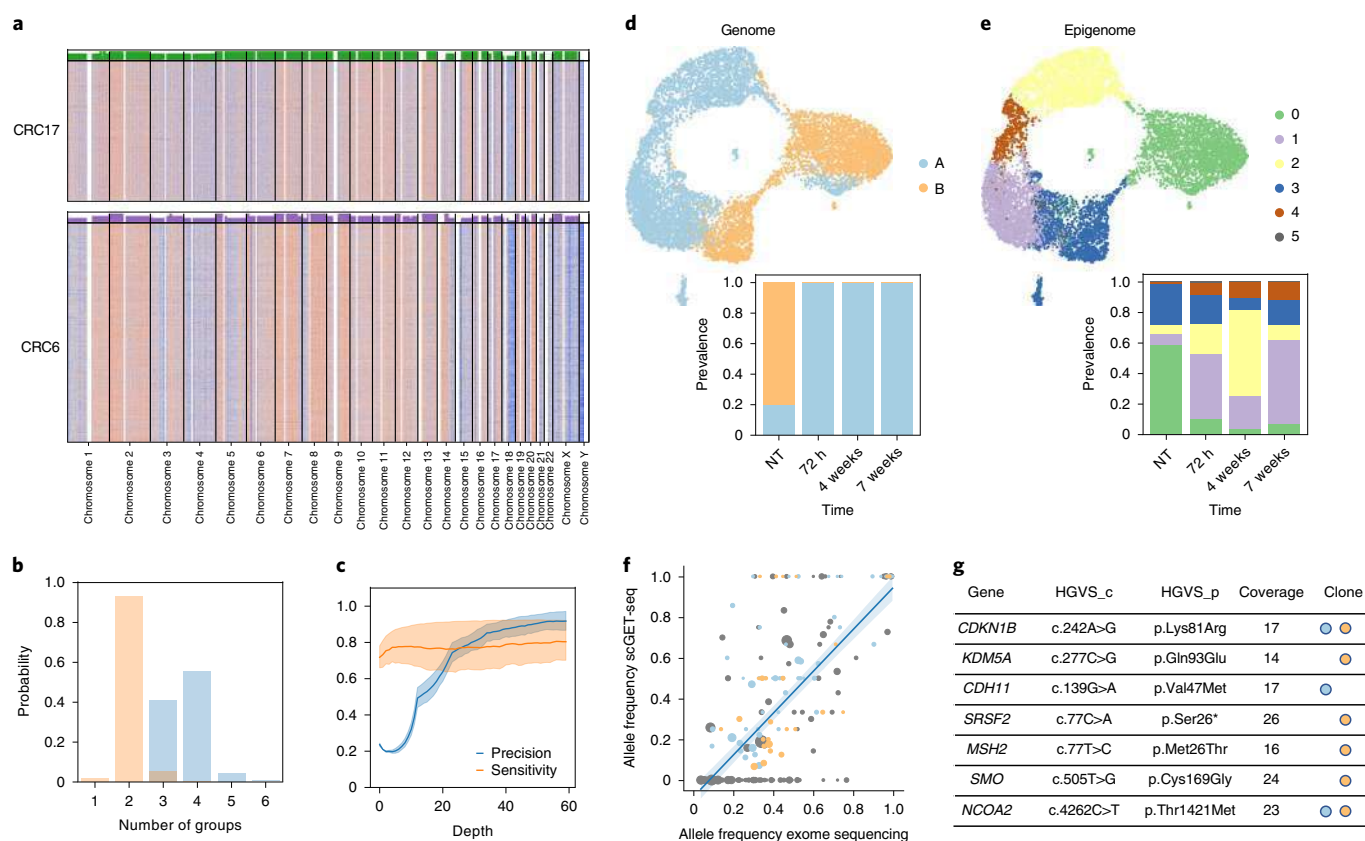 a
CRC17
CRC6
Chromosome 1
Chromosome 2
Chromosome 3
Chromosome 4
Chromosome 5
Chromosome 6
Chromosome 7
Chromosome 8
Chromosome 9
Chromosome 10
Chromosome 11
Chromosome 12
Chromosome 13
Chromosome 14
Chromosome 15
Chromosome 16
Chromosome 17
Chromosome 18
Chromosome 19
Chromosome 20
Chromosome 21
Chromosome 22
Chromosome X
Chromosome Y
d
Genome
A
B
Prevalence
1.0
0.8
0.6
0.4
0.2
0
NT
72 h
4 weeks
7 weeks
Time
e
Epigenome
0
1
2
3
4
5
Prevalence
1.0
0.8
0.6
0.4
0.2
0
NT
72 h
4 weeks
7 weeks
Time
b
Probability
1.0
0.8
0.6
0.4
0.2
0
1 2 3 4 5 6
Number of groups
c
1.0
0.8
0.6
0.4
0.2
0
Precision
Sensitivity
0 20 40 60
Depth
f
Allele frequency scGET-seq
1.0
0.8
0.6
0.4
0.2
0
0 0.2 0.4 0.6 0.8 1.0
Allele frequency exome sequencing
g
Gene HGVS_c HGVS_p Coverage Clone
CDKN1B c.242A>G p.Lys81Arg 17
KDM5A c.277C>G p.Gln93Glu 14
CDH11 c.139G>A p.Val47Met 17
SRSF2 c.77C>A p.Ser26* 26
MSH2 c.77T>C p.Met26Thr 16
SMO c.505T>G p.Cys169Gly 24
NCOA2 c.4262C>T p.Thr1421Met 23